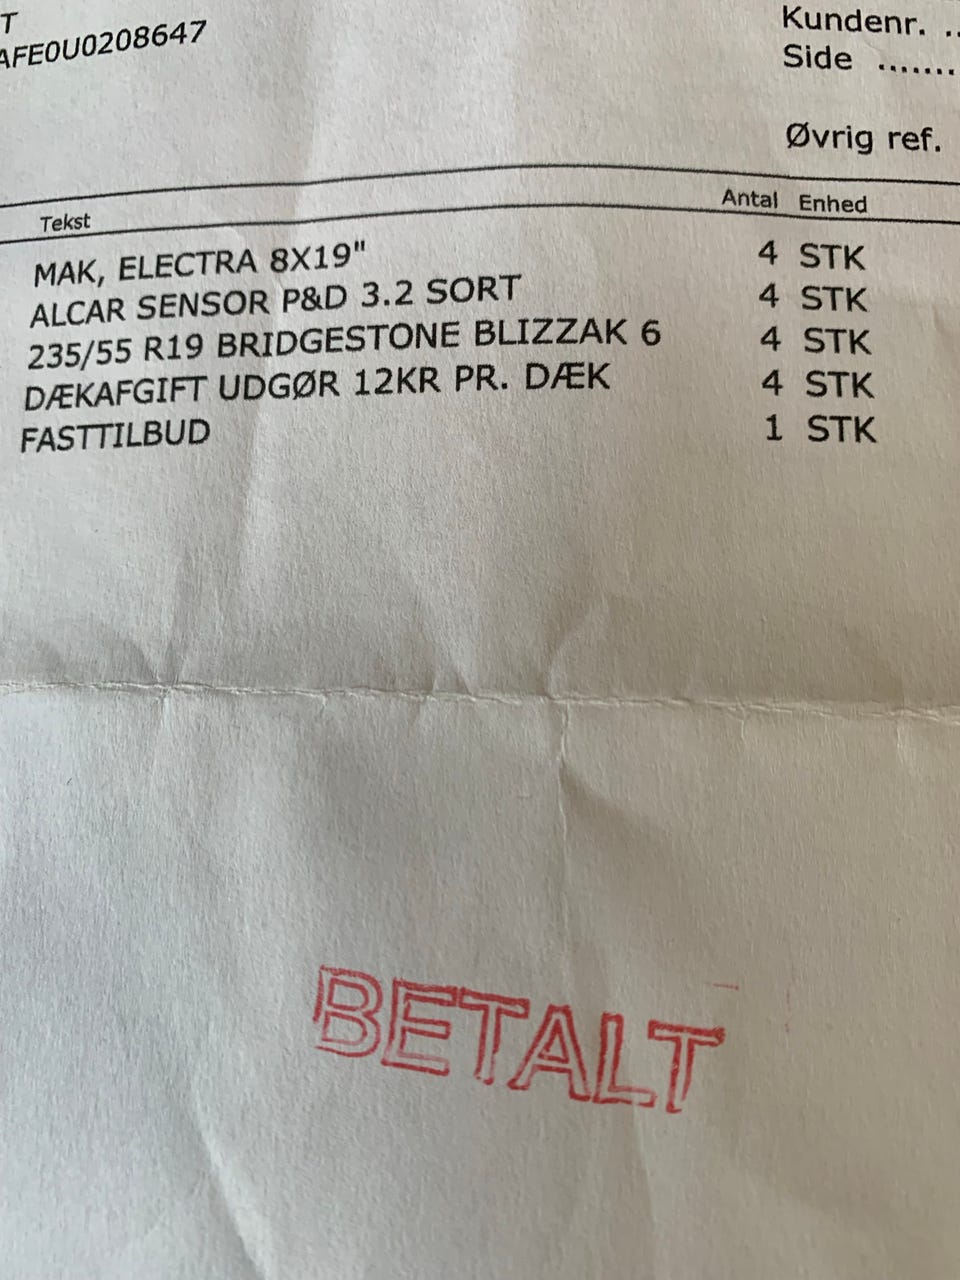 T
AFE0U0208647
Kundenr. ..
Side .......
Øvrig ref.
Tekst Antal Enhed
MAK, ELECTRA 8X19" 4 STK
ALCAR SENSOR P&D 3.2 SORT 4 STK
235/55 R19 BRIDGESTONE BLIZZAK 6 4 STK
DÆKAFGIFT UDGØR 12KR PR. DÆK 4 STK
FASTTILBUD 1 STK
BETALT